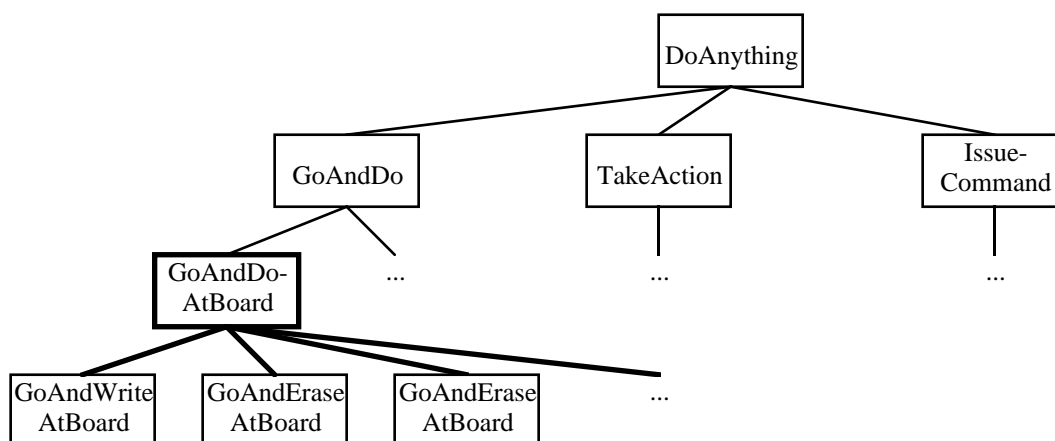 DoAnything
GoAndDo
TakeAction
Issue-
Command
...
...
...
GoAndDo-
AtBoard
GoAndWrite
AtBoard
GoAndErase
AtBoard
GoAndErase
AtBoard
...